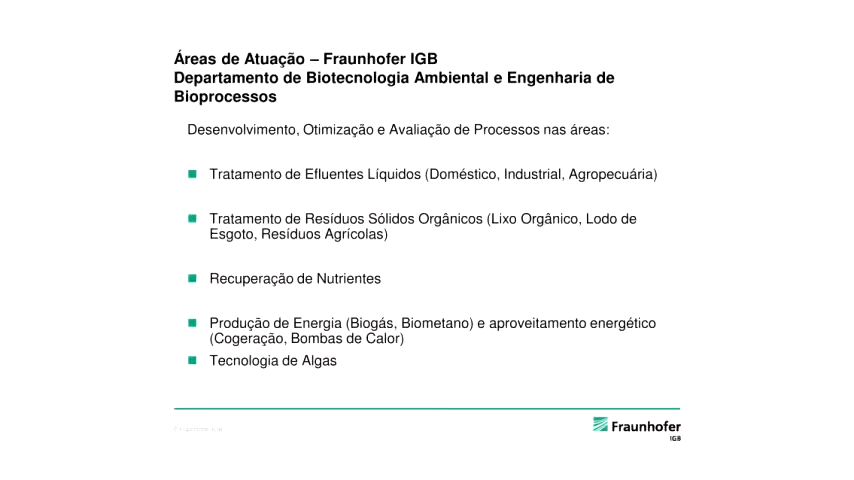 Áreas de Atuação – Fraunhofer IGB
Departamento de Biotecnologia Ambiental e Engenharia de
Bioprocessos
Desenvolvimento, Otimização e Avaliação de Processos nas áreas:
Tratamento de Efluentes Líquidos (Doméstico, Industrial, Agropecuária)
Tratamento de Resíduos Sólidos Orgânicos (Lixo Orgânico, Lodo de
Esgoto, Resíduos Agrícolas)
Recuperação de Nutrientes
Produção de Energia (Biogás, Biometano) e aproveitamento energético
(Cogeração, Bombas de Calor)
Tecnologia de Algas
Fraunhofer
IGB